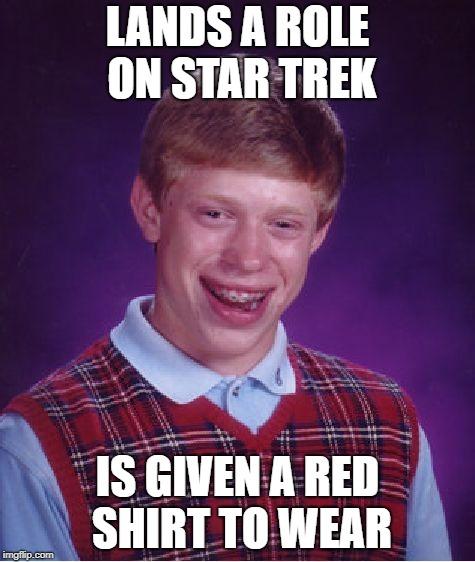 LANDS A ROLE
ON STAR TREK
IS GIVEN A RED
SHIRT TO WEAR
imgflip.com